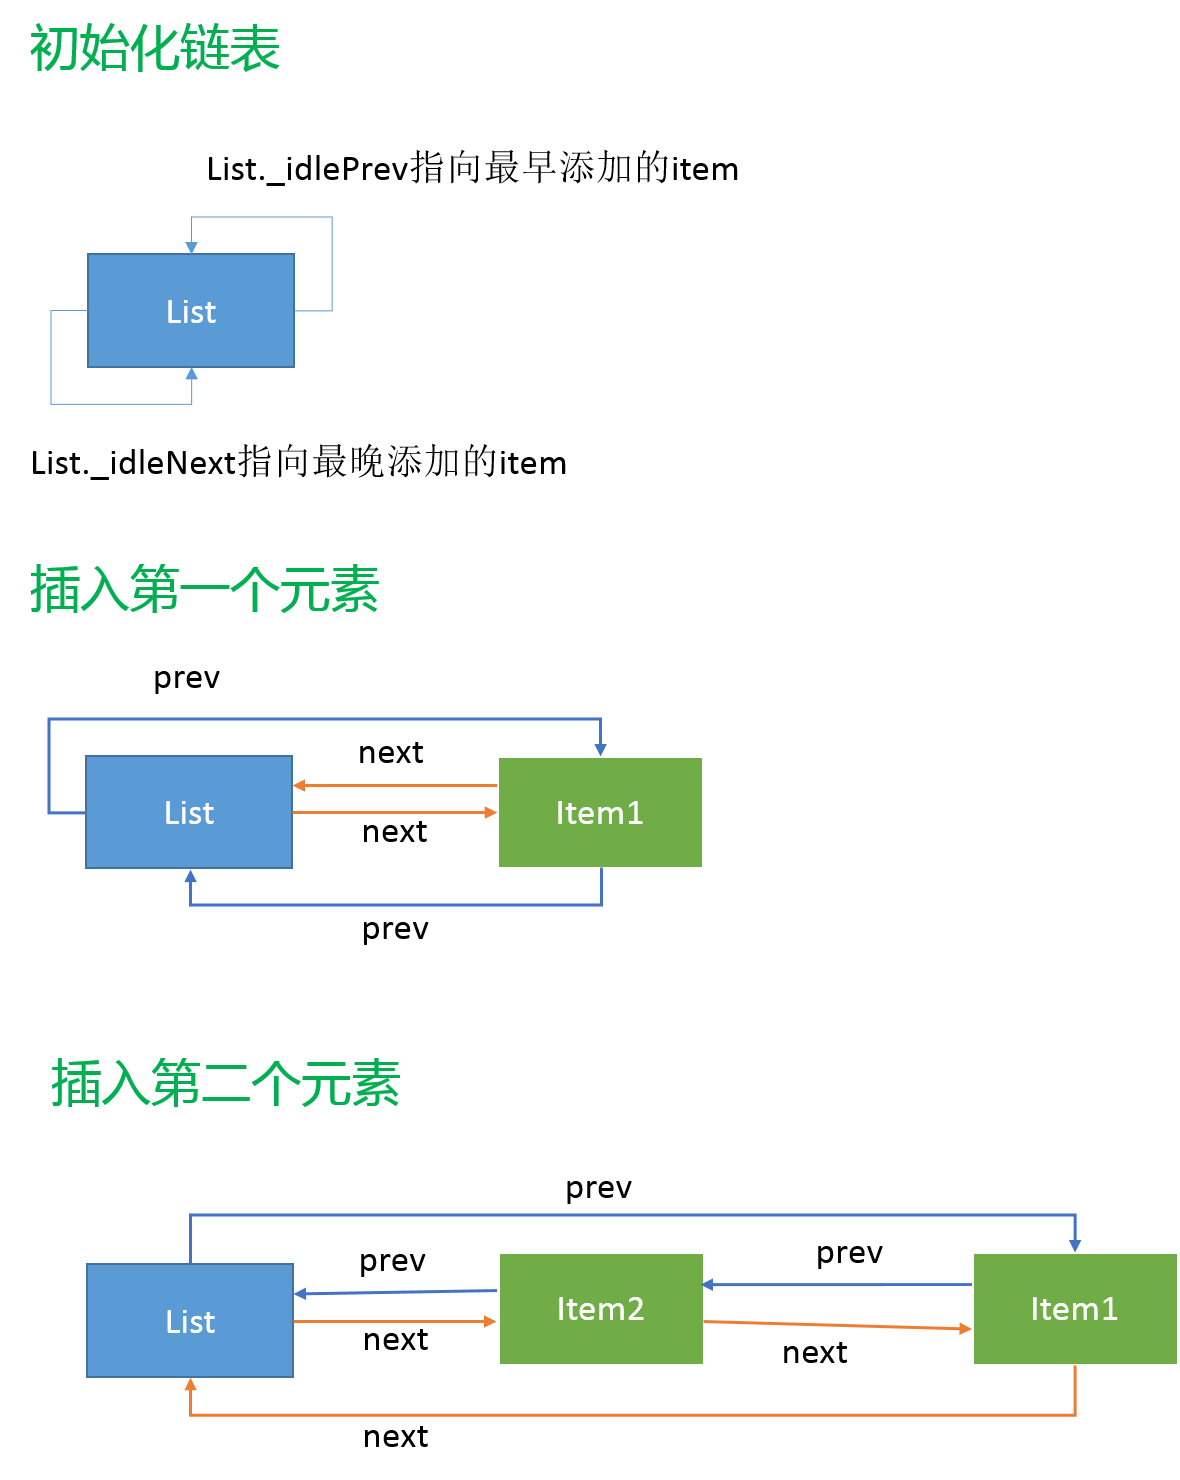 初始化链表
List._idlePrev指向最早添加的item
List
List._idleNext指向最晚添加的item
插入第一个元素
prev
next
List
Item1
next
prev
插入第二个元素
prev
prev
prev
List
Item2
Item1
next
next
next